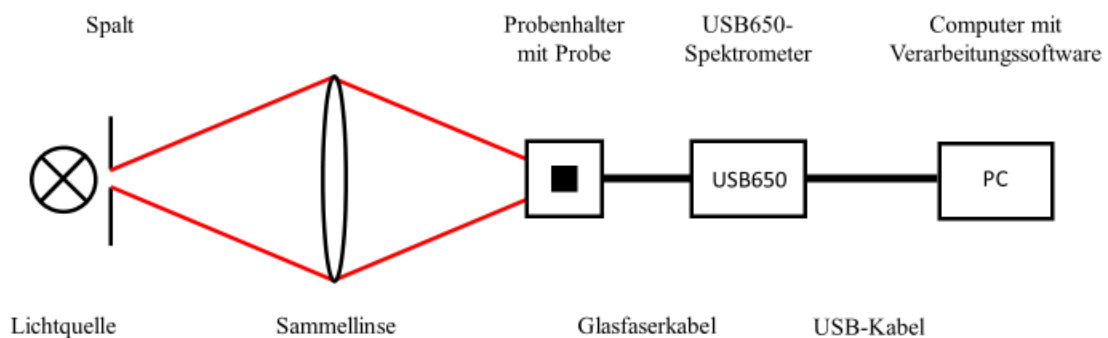 Spalt
Probenhalter
mit Probe
USB650-
Spektrometer
Computer mit
Verarbeitungssoftware
USB650
PC
Lichtquelle
Sammellinse
Glasfaserkabel
USB-Kabel